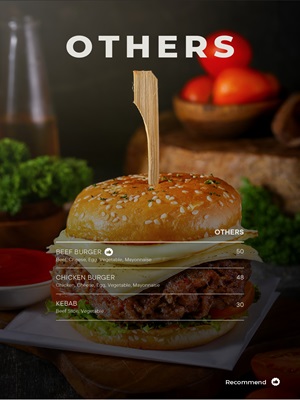 OTHERS
OTHERS
BEEF BURGER 50
Beef, Cheese, Egg, Vegetable, Mayonnaise
CHICKEN BURGER 48
Chicken, Cheese, Egg, Vegetable, Mayonnaise
KEBAB 30
Beef Slice, Vegetable
Recommend